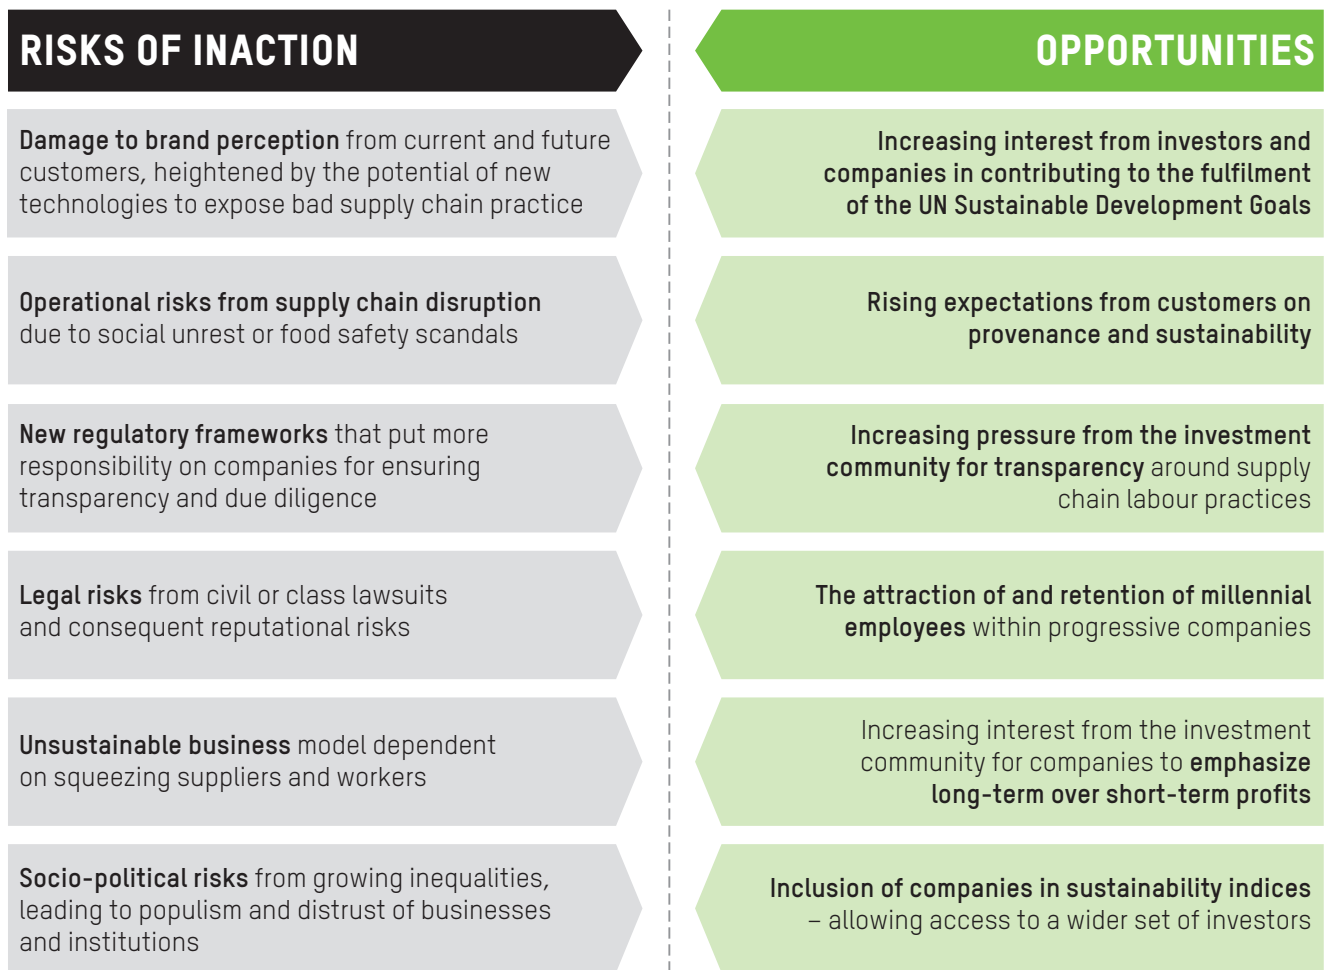 RISKS OF INACTION
Damage to brand perception from current and future
customers, heightened by the potential of new
technologies to expose bad supply chain practice
Operational risks from supply chain disruption
due to social unrest or food safety scandals
New regulatory frameworks that put more
responsibility on companies for ensuring
transparency and due diligence
Legal risks from civil or class lawsuits
and consequent reputational risks
Unsustainable business model dependent
on squeezing suppliers and workers
Socio-political risks from growing inequalities,
leading to populism and distrust of businesses
and institutions
OPPORTUNITIES
Increasing interest from investors and
companies in contributing to the fulfilment
of the UN Sustainable Development Goals
Rising expectations from customers on
provenance and sustainability
Increasing pressure from the investment
community for transparency around supply
chain labour practices
The attraction of and retention of millennial
employees within progressive companies
Increasing interest from the investment
community for companies to emphasize
long-term over short-term profits
Inclusion of companies in sustainability indices
– allowing access to a wider set of investors